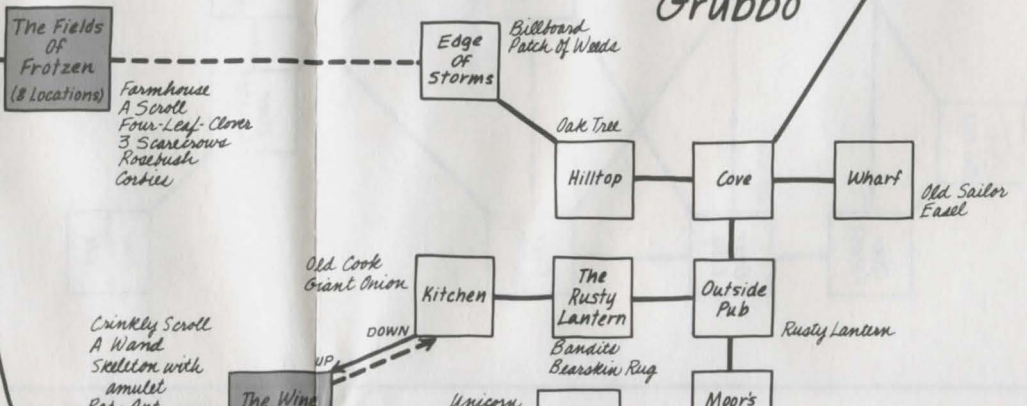 Grubbo
The Fields
Of
Frotzen
(8 Locations)
Farmhouse
A Scroll
Four-Leaf-Clover
3 Scarecrows
Rosebush
Corbies
Edge
Of
Storms
Billboard
Patch Of Weeds
Oak Tree
Hilltop
Cove
Wharf
Old Sailor
Easel
Old Cook
Giant Onion
Kitchen
The
Rusty
Lantern
Bandits
Bearskin Rug
Outside
Pub
Rusty Lantern
DOWN
UP
Crinkly Scroll
A Wand
Skeleton with
amulet
The Wine
Unicorn
Moor's